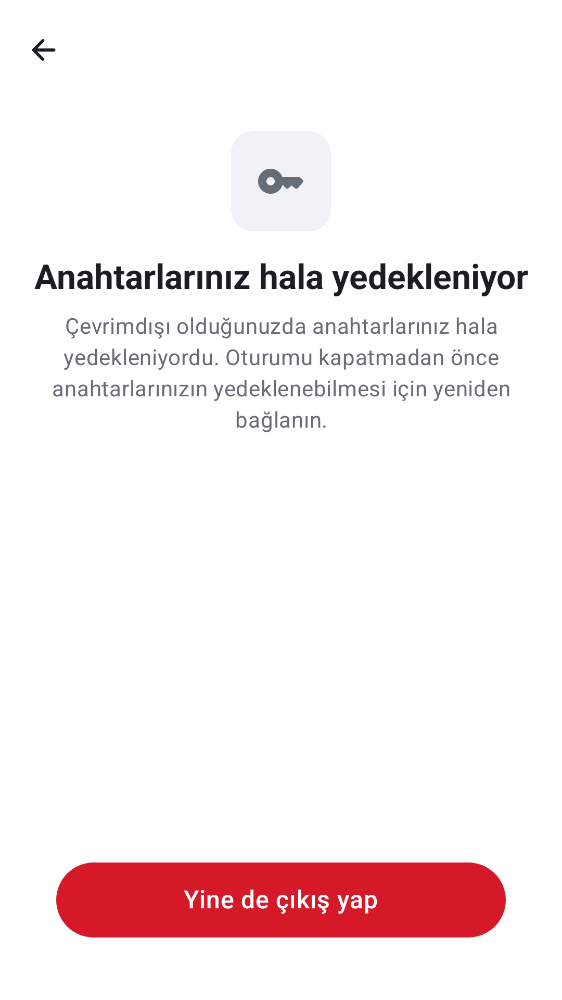 Anahtarlarınız hala yedekleniyor
Çevrimdışı olduğunuzda anahtarlarınız hala
yedekleniyordu. Oturumu kapatmadan önce
anahtarlarınızın yedeklenebilmesi için yeniden
bağlanın.
Yine de çıkış yap